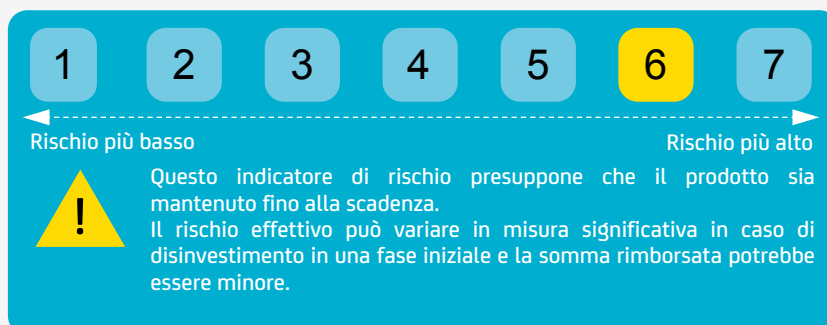 1 2 3 4 5 6 7
Rischio più basso Rischio più alto
!
Questo indicatore di rischio presuppone che il prodotto sia
mantenuto fino alla scadenza.
Il rischio effettivo può variare in misura significativa in caso di
disinvestimento in una fase iniziale e la somma rimborsata potrebbe
essere minore.